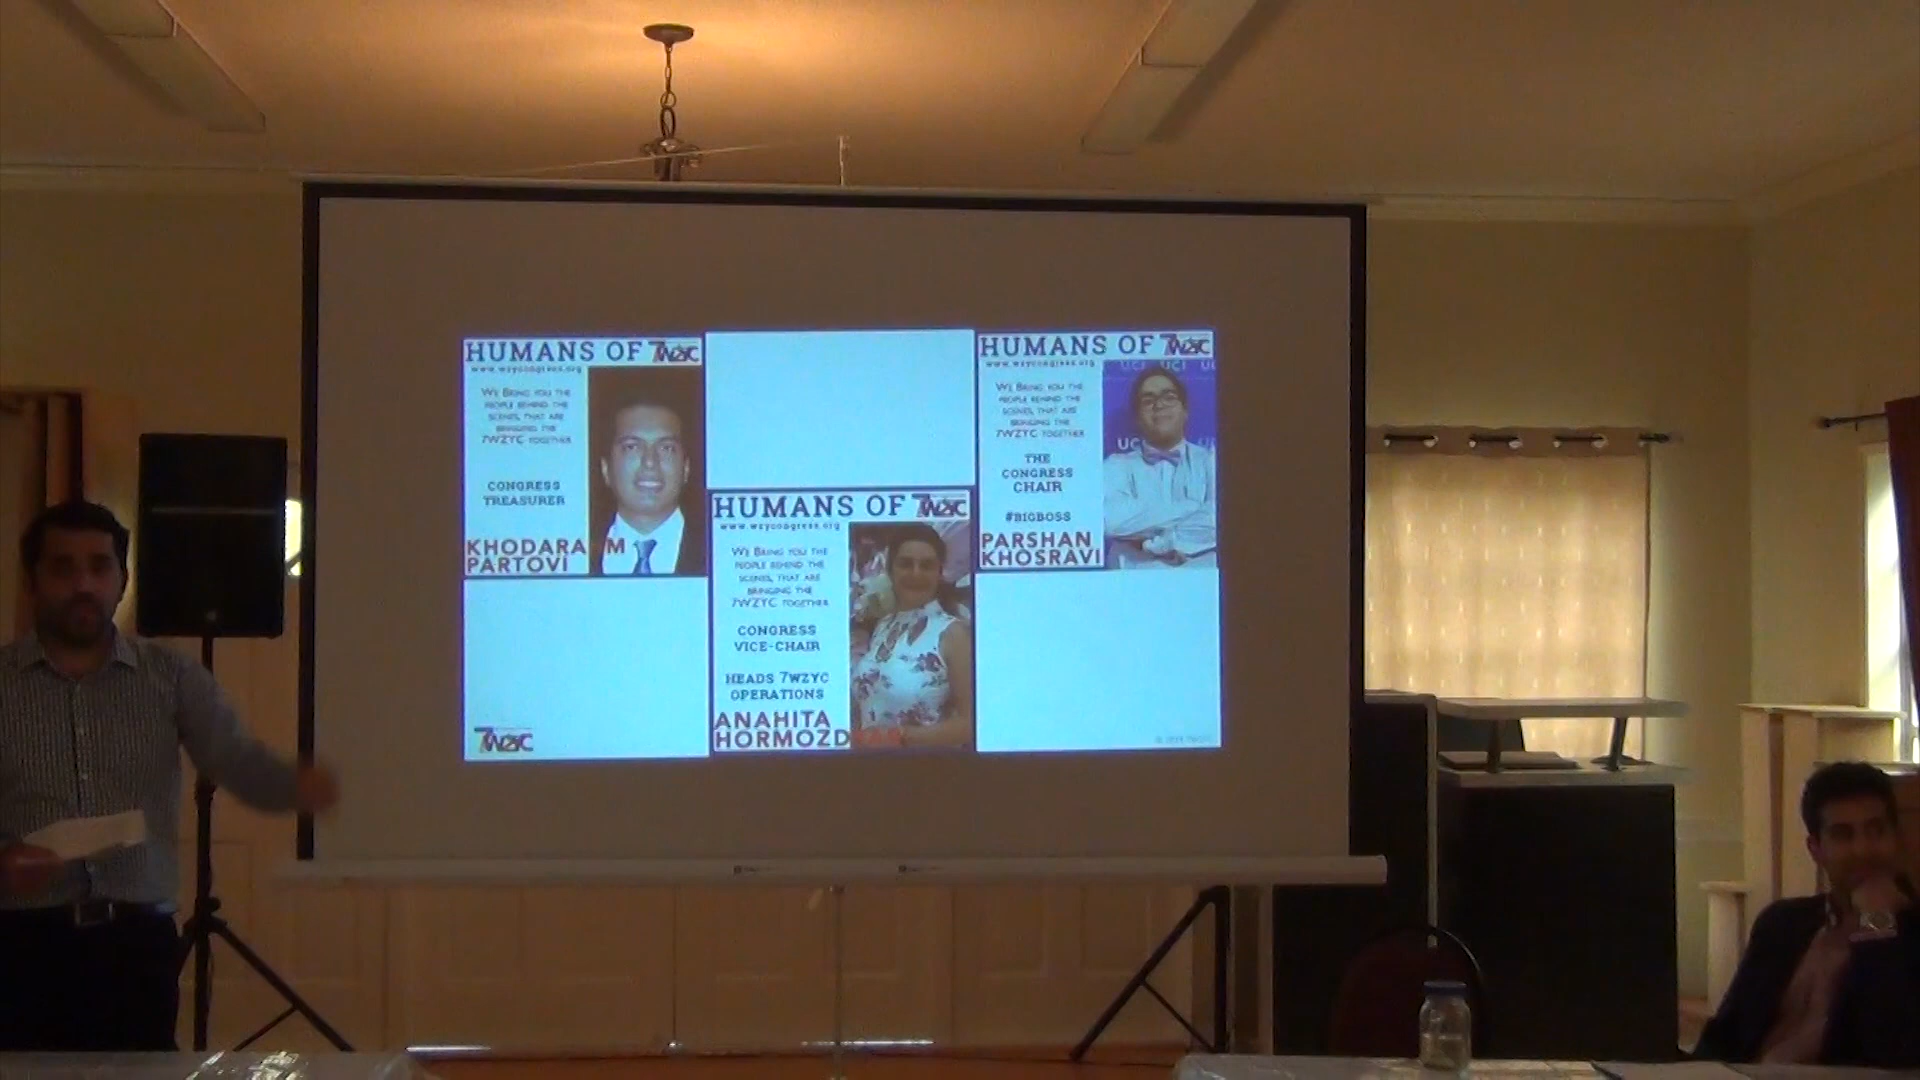 HUMANS OF 7WZYC
www.wzycongress.org
WE BRING YOU THE
PEOPLE BEHIND THE
SCENES, THAT ARE
BRINGING THE
7WZYC TOGETHER
CONGRESS
TREASURER
KHODARA M
PARTOVI
7WZYC
HUMANS OF 7WZYC
www.wzycongress.org
WE BRING YOU THE
PEOPLE BEHIND THE
SCENES, THAT ARE
BRINGING THE
7WZYC TOGETHER
CONGRESS
VICE-CHAIR
HEADS 7WZYC
OPERATIONS
ANAHITA
HUMANS OF 7WZYC
www.wzycongress.org
UCI UCI UCI
WE BRING YOU THE
PEOPLE BEHIND THE
SCENES, THAT ARE
BRINGING THE
7WZYC TOGETHER
THE
CONGRESS
CHAIR
#BIGBOSS
PARSHAN
KHOSRAVI